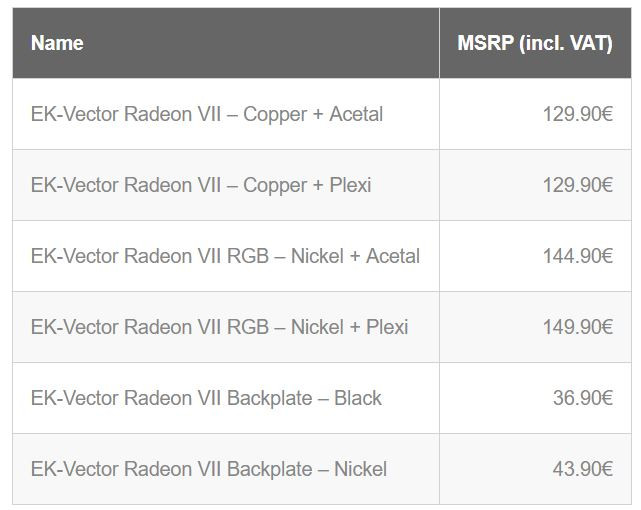 Name MSRP (incl. VAT)
EK-Vector Radeon VII – Copper + Acetal 129.90€
EK-Vector Radeon VII – Copper + Plexi 129.90€
EK-Vector Radeon VII RGB – Nickel + Acetal 144.90€
EK-Vector Radeon VII RGB – Nickel + Plexi 149.90€
EK-Vector Radeon VII Backplate – Black 36.90€
EK-Vector Radeon VII Backplate – Nickel 43.90€